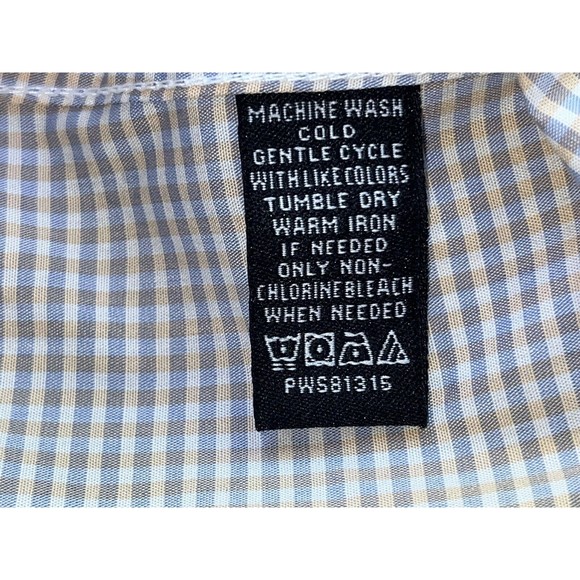 MACHINE WASH
COLD
GENTLE CYCLE
WITH LIKE COLORS
TUMBLE DRY
WARM IRON
IF NEEDED
ONLY NON-
CHLORINE BLEACH
WHEN NEEDED
PWS81315